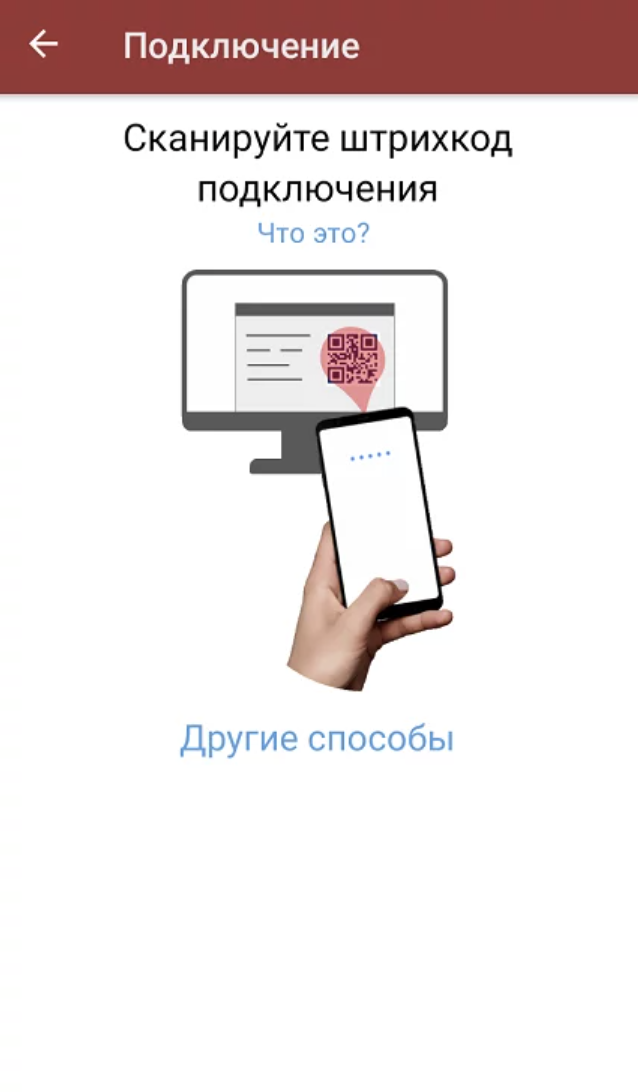 Подключение
Сканируйте штрихкод
подключения
Что это?
Другие способы